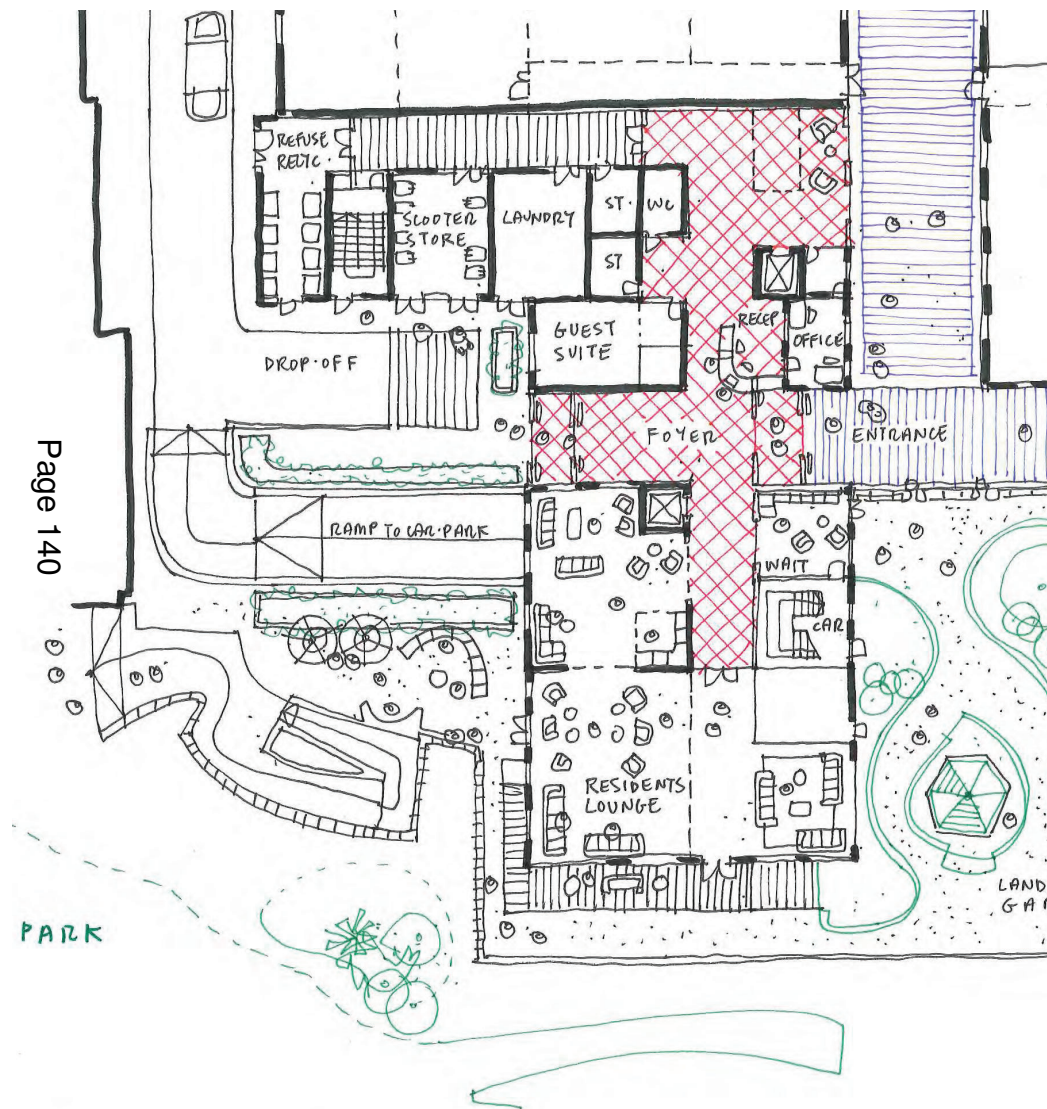 REFUSE
RELYC.
SCOOTER
STORE
LAUNDRY
ST.
WC
ST
GUEST
SUITE
RECEP
OFFICE
DROP-OFF
FOYER
ENTRANCE
RAMP TO CAR-PARK
WAIT
CAR
RESIDENTS
LOUNGE
LAND
GAR
PARK
Page 140